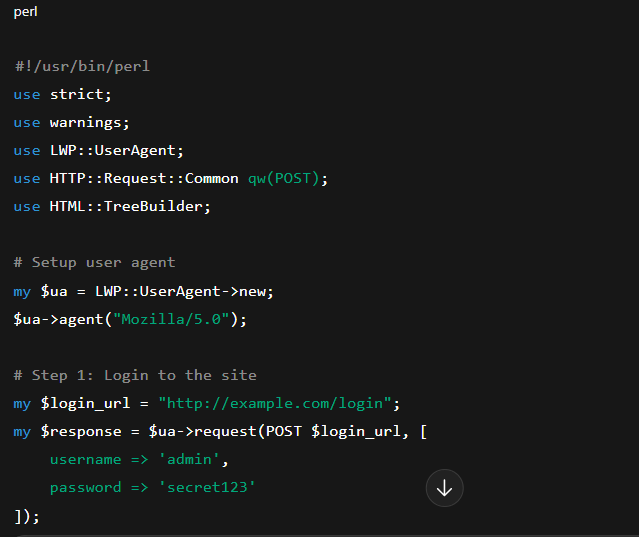 perl
#!/usr/bin/perl
use strict;
use warnings;
use LWP::UserAgent;
use HTTP::Request::Common qw(POST);
use HTML::TreeBuilder;
# Setup user agent
my $ua = LWP::UserAgent->new;
$ua->agent("Mozilla/5.0");
# Step 1: Login to the site
my $login_url = "http://example.com/login";
my $response = $ua->request(POST $login_url, [
    username => 'admin',
    password => 'secret123'
]);